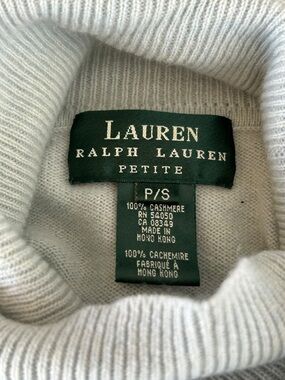 LAUREN
RALPH LAUREN
PETITE
P/S
100% CASHMERE
RN 54050
CA 08349
MADE IN
HONG KONG
100% CACHEMIRE
FABRIQUÉ À
HONG KONG